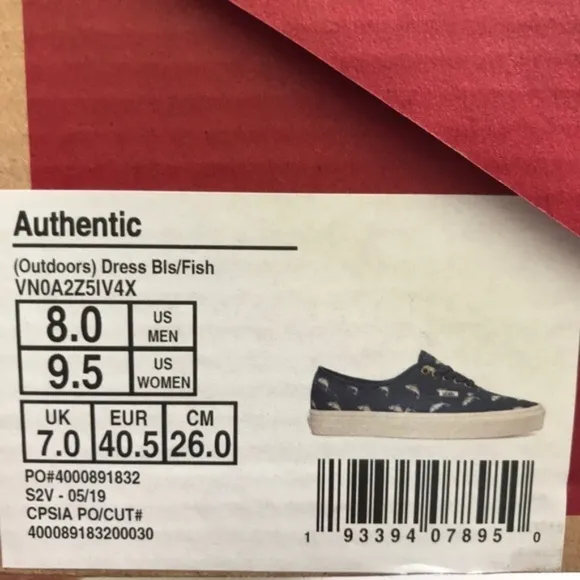 Authentic
(Outdoors) Dress Bls/Fish
VN0A2Z5IV4X
8.0 US MEN
9.5 US WOMEN
UK EUR CM
7.0 40.5 26.0
PO#4000891832
S2V - 05/19
CPSIA PO/CUT#
400089183200030
1 93394 07895 0